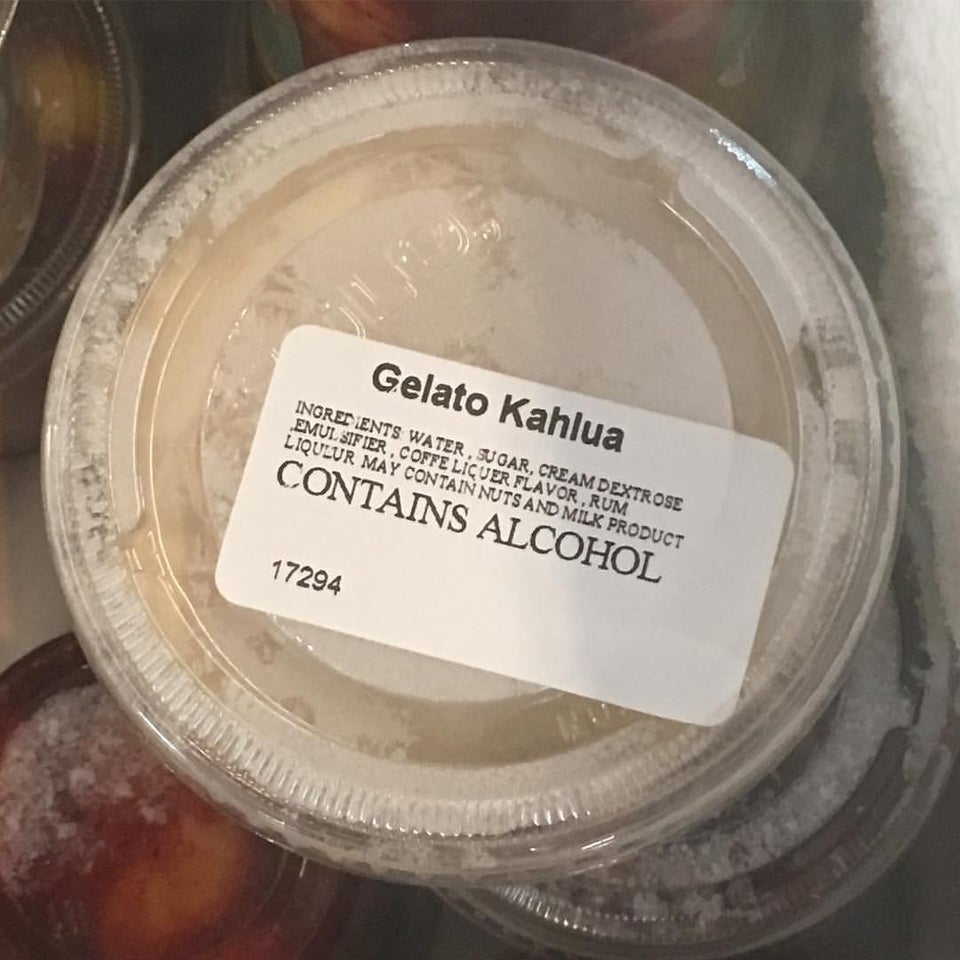 Gelato Kahlua
INGREDIENTS: WATER , SUGAR, CREAM DEXTROSE
,EMULSIFIER , COFFE LIQUER FLAVOR , RUM
LIQULUR MAY CONTAIN NUTS AND MILK PRODUCT
CONTAINS ALCOHOL
17294